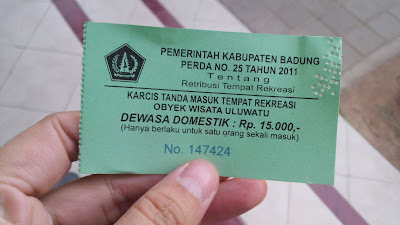 PEMERINTAH KABUPATEN BADUNG
PERDA NO. 25 TAHUN 2011
Tentang
Retribusi Tempat Rekreasi
KARCIS TANDA MASUK TEMPAT REKREASI
OBYEK WISATA ULUWATU
DEWASA DOMESTIK : Rp. 15.000,-
(Hanya berlaku untuk satu orang sekali masuk)
No. 147424